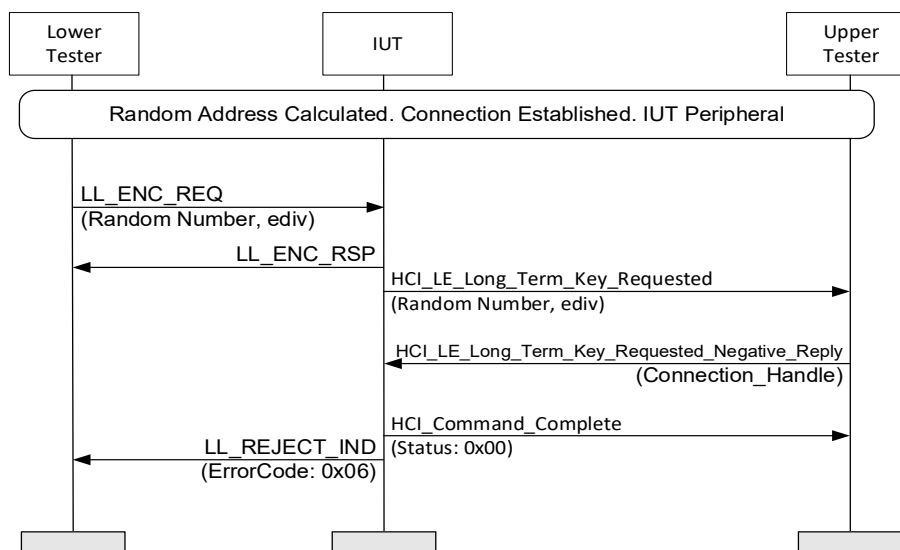 Lower
Tester
IUT
Upper
Tester
Random Address Calculated. Connection Established. IUT Peripheral
LL_ENC_REQ
(Random Number, ediv)
LL_ENC_RSP
HCI_LE_Long_Term_Key_Requested
(Random Number, ediv)
HCI_LE_Long_Term_Key_Requested_Negative_Reply
(Connection_Handle)
HCI_Command_Complete
(Status: 0x00)
LL_REJECT_IND
(ErrorCode: 0x06)